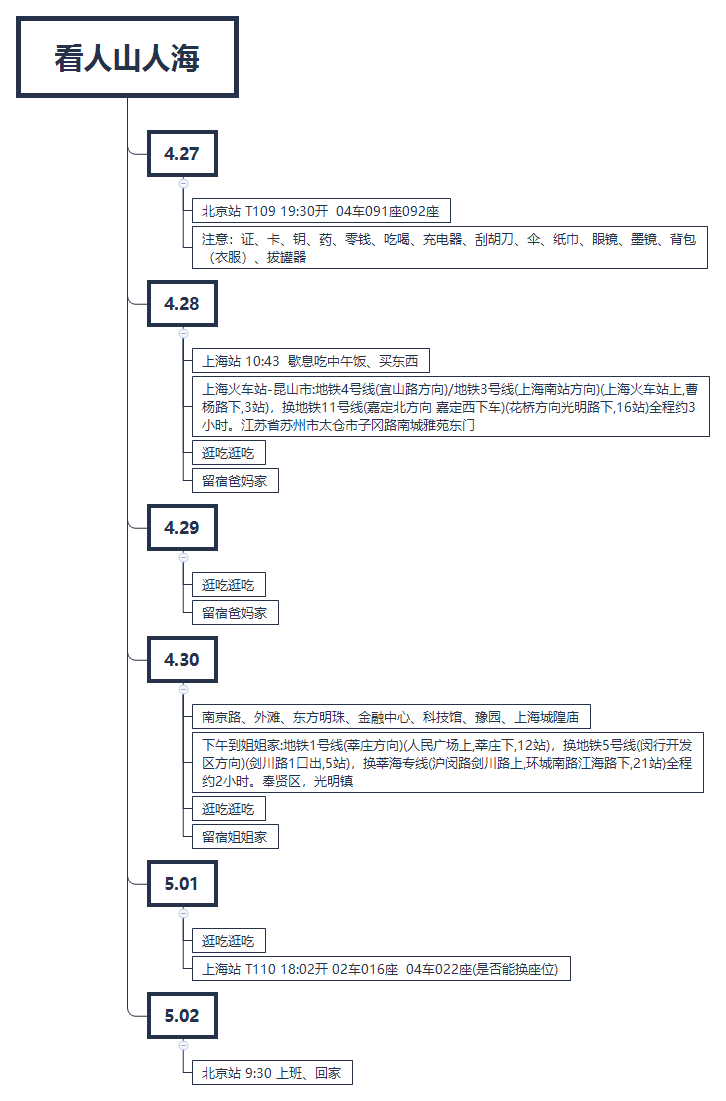 看人山人海
4.27
北京站 T109 19:30开  04车091座092座
注意：证、卡、钥、药、零钱、吃喝、充电器、刮胡刀、伞、纸巾、眼镜、墨镜、背包
（衣服）、拔罐器
4.28
上海站 10:43  歇息吃中午饭、买东西
上海火车站-昆山市:地铁4号线(宜山路方向)/地铁3号线(上海南站方向)(上海火车站上,曹
杨路下,3站)，换地铁11号线(嘉定北方向 嘉定西下车)(花桥方向光明路下,16站)全程约3
小时。江苏省苏州市太仓市子冈路南城雅苑东门
逛吃逛吃
留宿爸妈家
4.29
逛吃逛吃
留宿爸妈家
4.30
南京路、外滩、东方明珠、金融中心、科技馆、豫园、上海城隍庙
下午到姐姐家:地铁1号线(莘庄方向)(人民广场上,莘庄下,12站)，换地铁5号线(闵行开发
区方向)(剑川路1口出,5站)，换莘海专线(沪闵路剑川路上,环城南路江海路下,21站)全程
约2小时。奉贤区，光明镇
逛吃逛吃
留宿姐姐家
5.01
逛吃逛吃
上海站 T110 18:02开 02车016座  04车022座(是否能换座位)
5.02
北京站 9:30 上班、回家